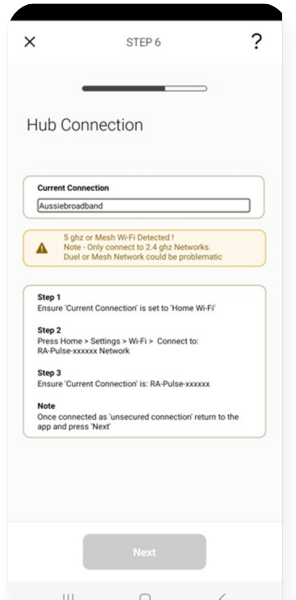 STEP 6
?
Hub Connection
Current Connection
Aussiebroadband
5 ghz or Mesh Wi-Fi Detected !
Note - Only connect to 2.4 ghz Networks.
Duel or Mesh Network could be problematic
Step 1
Ensure 'Current Connection' is set to 'Home Wi-Fi'
Step 2
Press Home > Settings > Wi-Fi > Connect to:
RA-Pulse-xxxxxx Network
Step 3
Ensure 'Current Connection' is: RA-Pulse-xxxxxx
Note
Once connected as 'unsecured connection' return to the
app and press 'Next'
Next